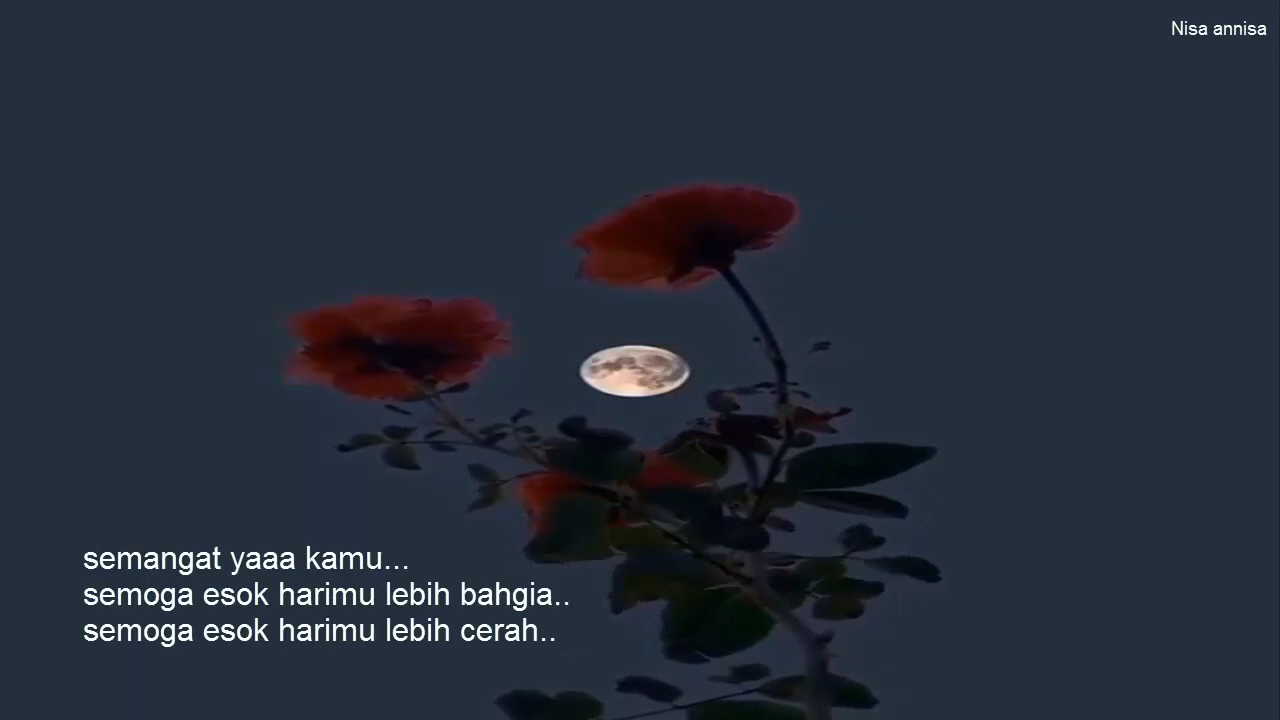 Nisa annisa
semangat yaaa kamu...
semoga esok harimu lebih bahgia..
semoga esok harimu lebih cerah..